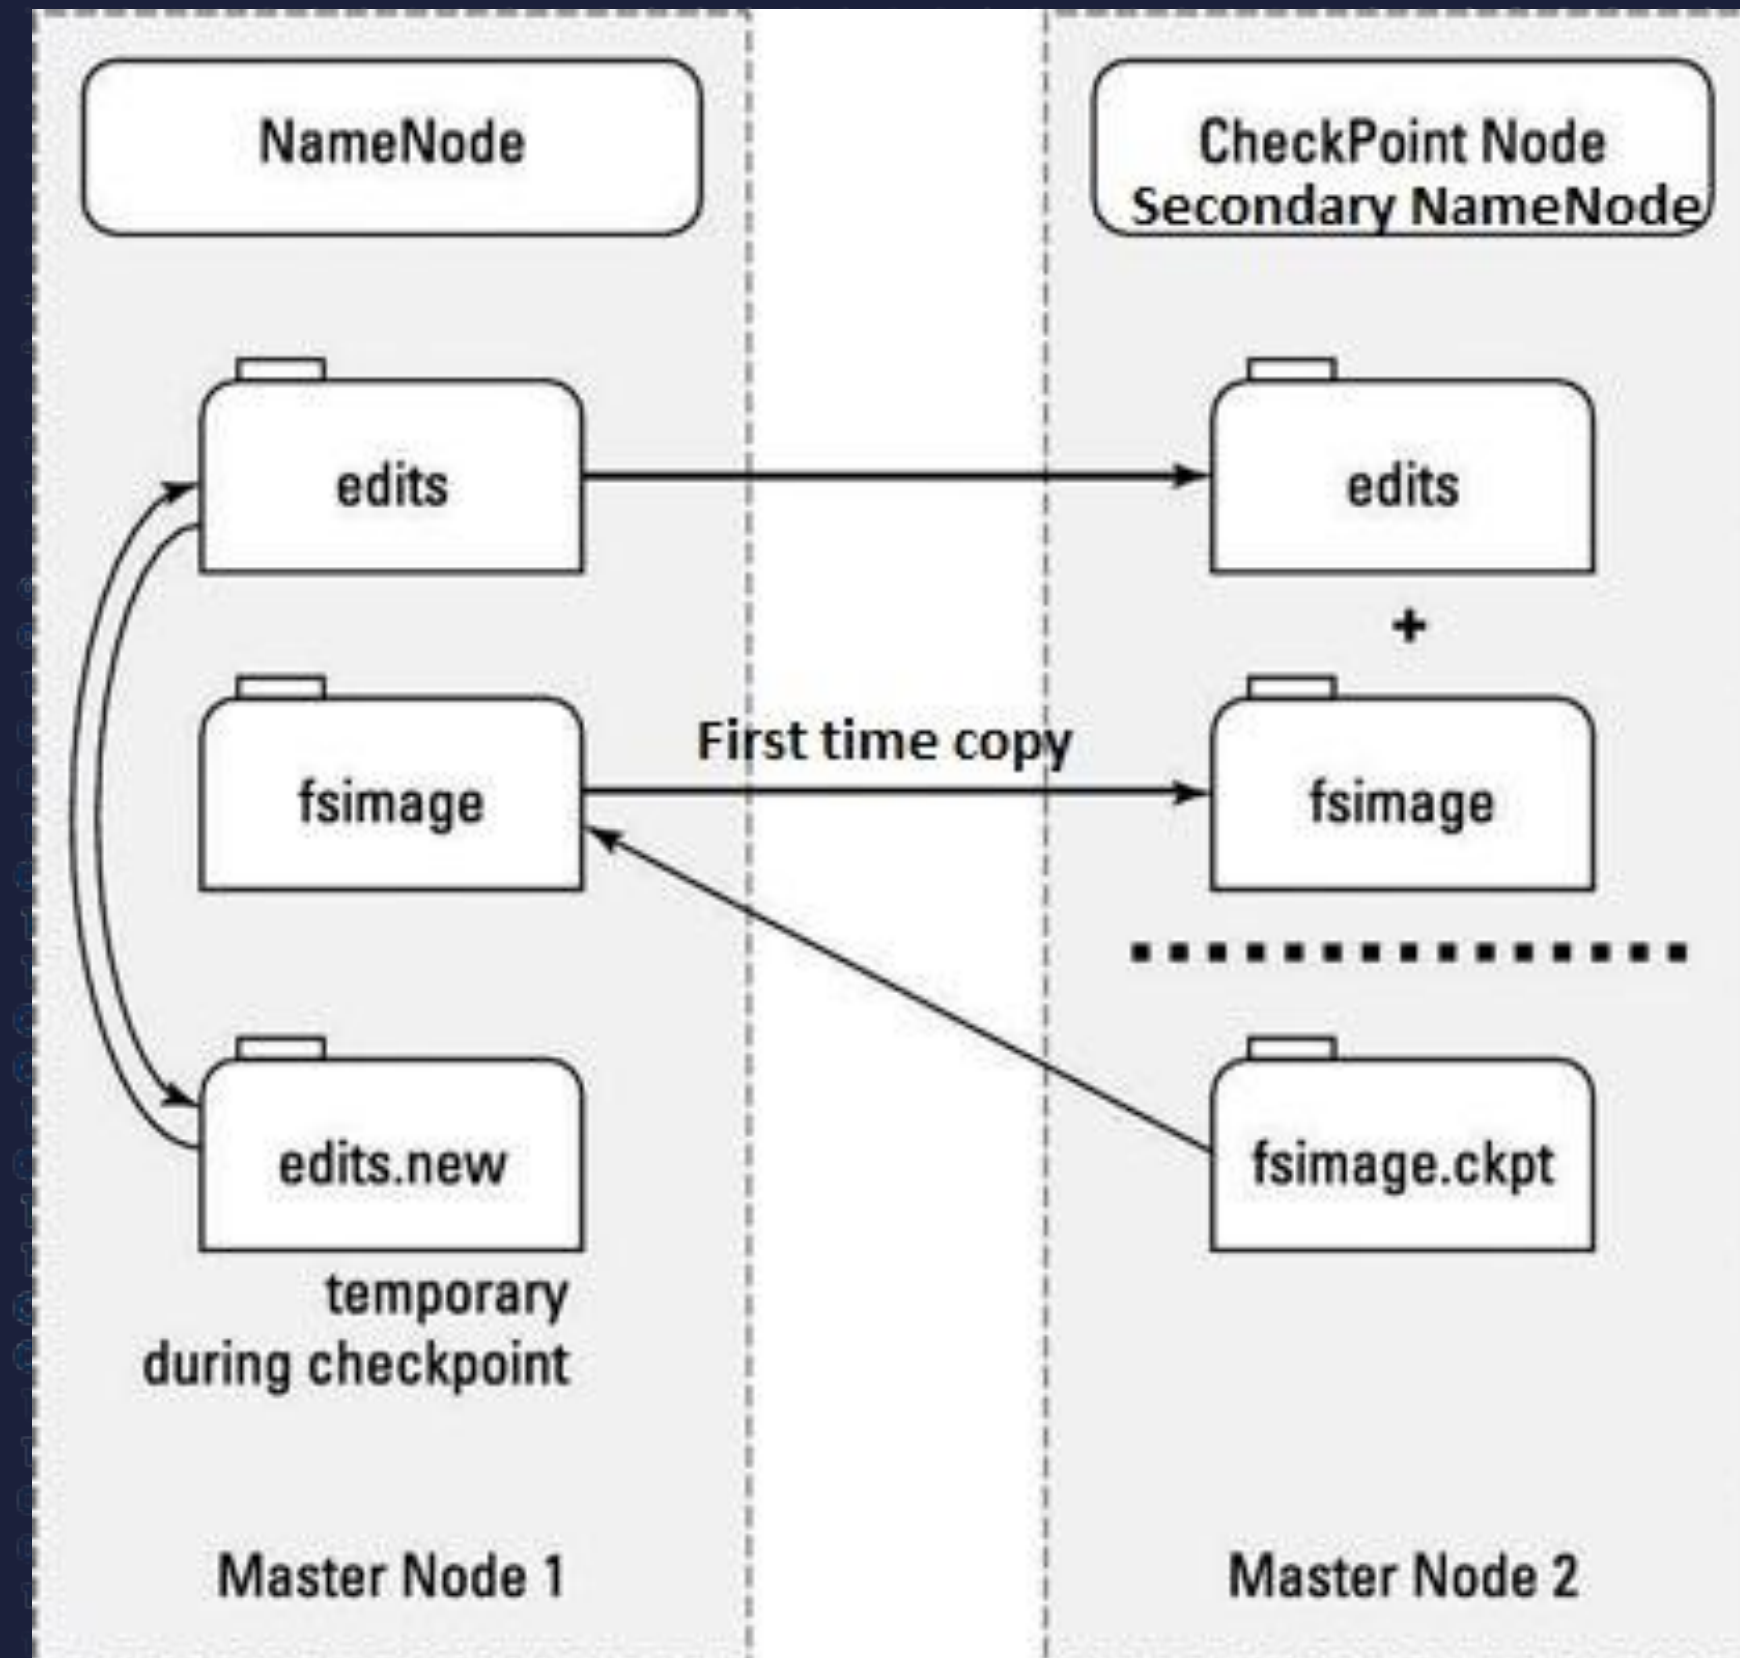 NameNode
CheckPoint Node
Secondary NameNode
edits
edits
+
First time copy
fsimage
fsimage
edits.new
fsimage.ckpt
temporary
during checkpoint
Master Node 1
Master Node 2